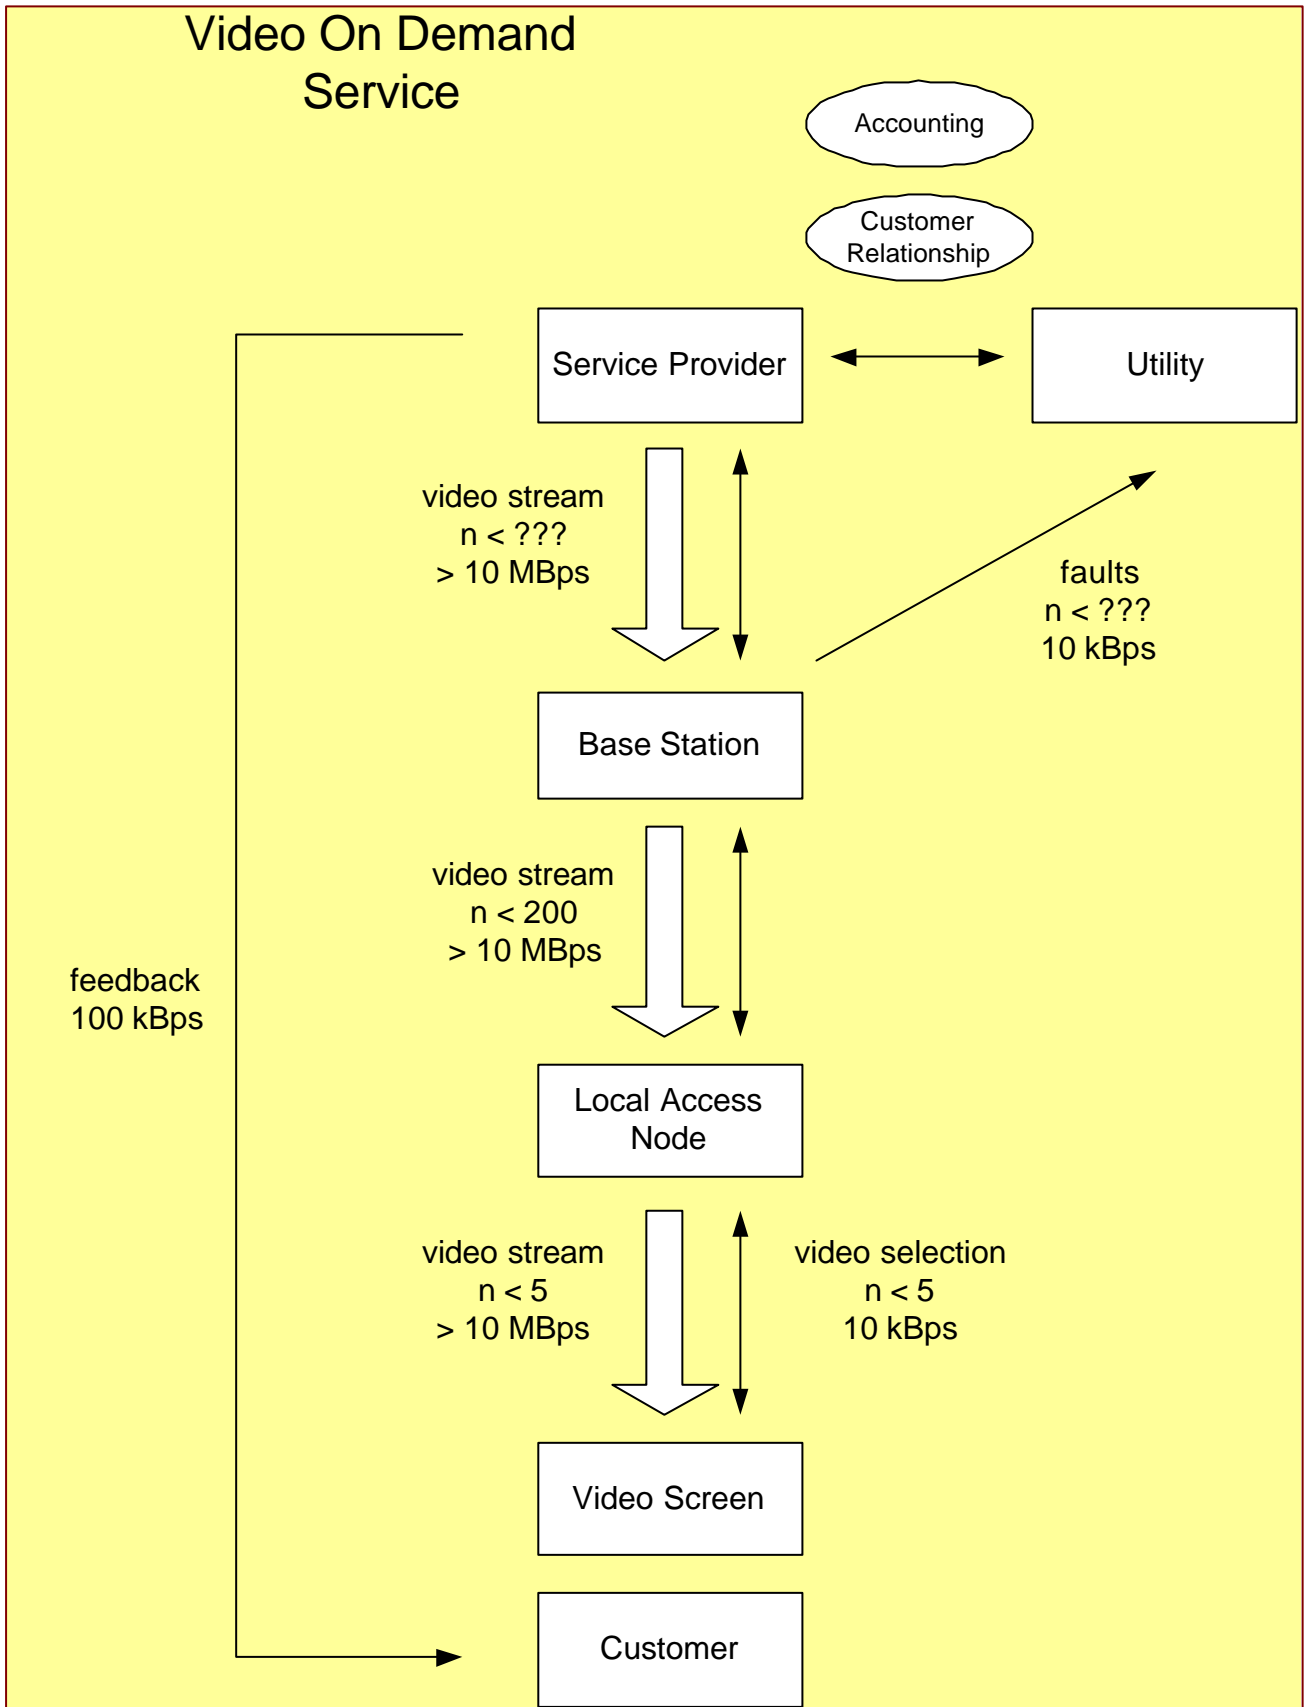 Video On Demand
Service
Accounting
Customer
Relationship
Service Provider
Utility
video stream
n < ???
> 10 MBps
faults
n < ???
10 kBps
Base Station
video stream
n < 200
> 10 MBps
feedback
100 kBps
Local Access
Node
video stream
n < 5
> 10 MBps
video selection
n < 5
10 kBps
Video Screen
Customer